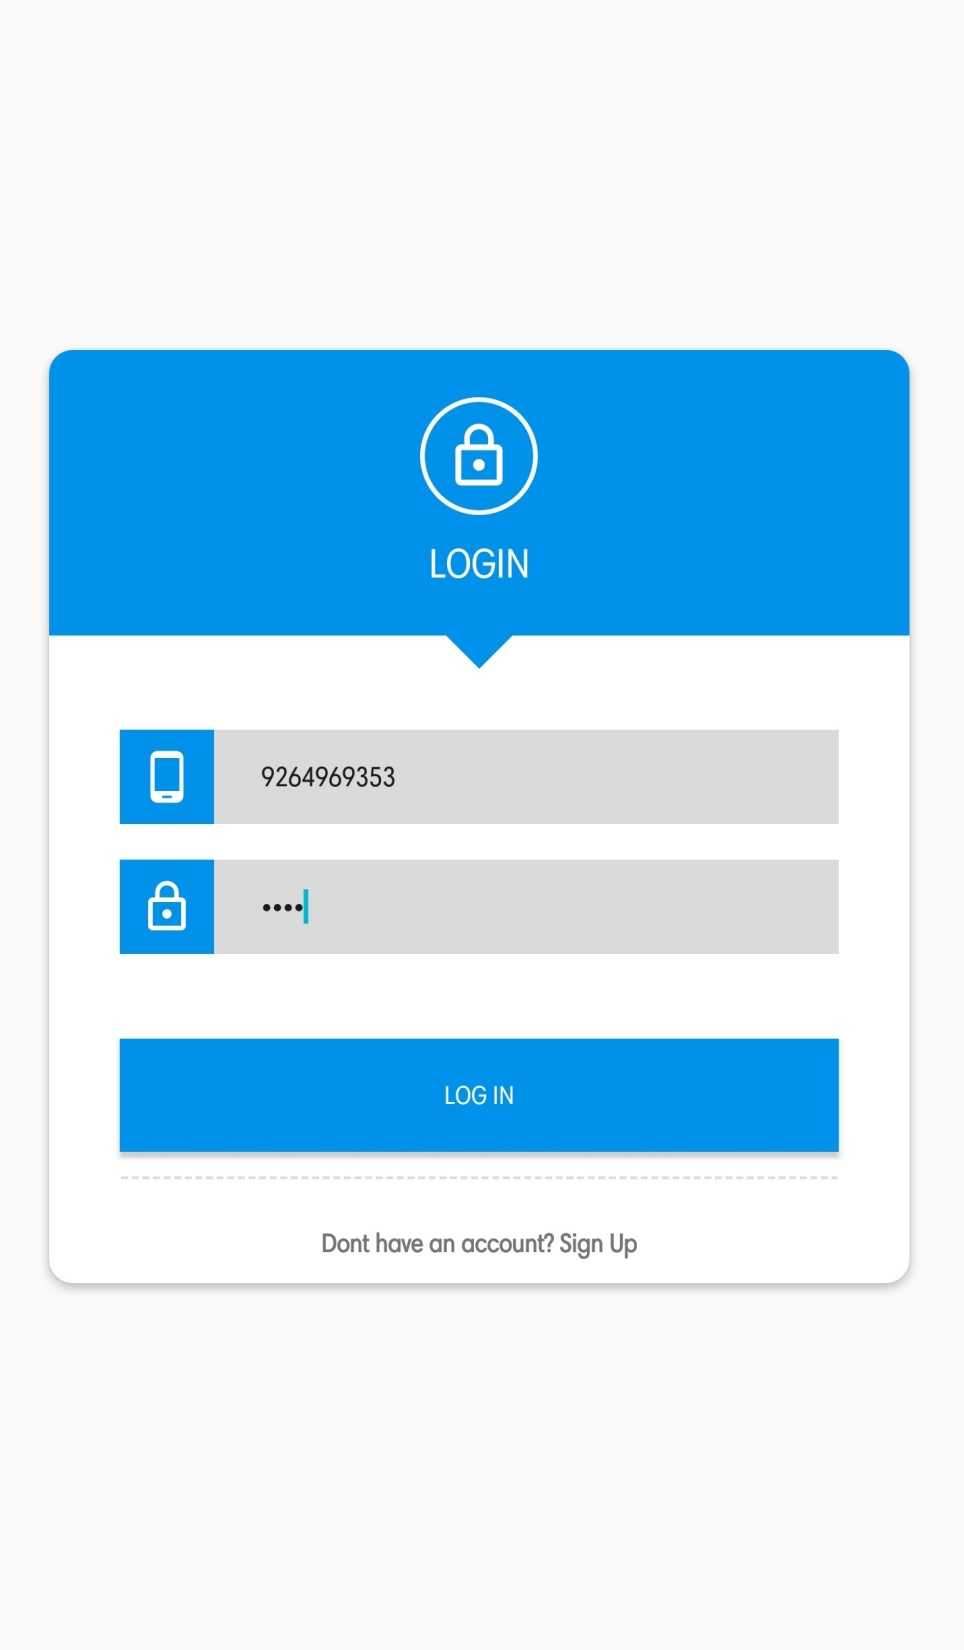 LOGIN
9264969353
••••
LOG IN
Dont have an account? Sign Up